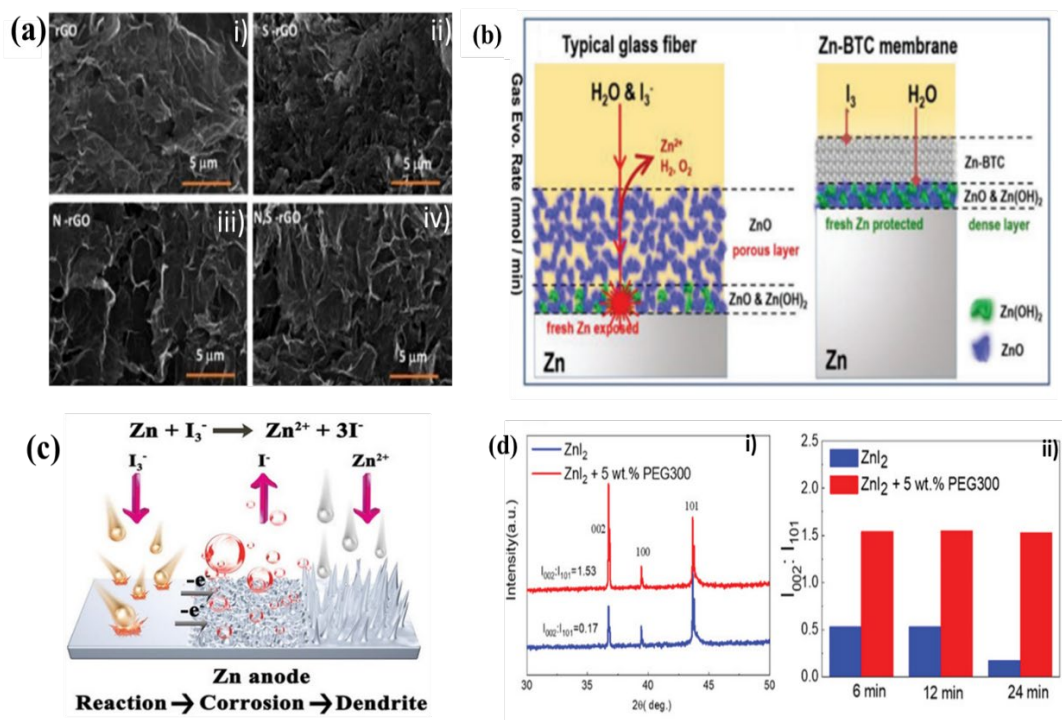 (a)
rGO
i)
5 μm
S -rGO
ii)
5 μm
N -rGO
iii)
5 μm
N,S -rGO
iv)
5 μm
(b)
Gas Evo. Rate (nmol / min)
Typical glass fiber
H₂O & I₃⁻
Zn²⁺
H₂, O₂
ZnO
porous layer
ZnO & Zn(OH)₂
fresh Zn exposed
Zn
Zn-BTC membrane
I₃
H₂O
Zn-BTC
ZnO & Zn(OH)₂
fresh Zn protected
dense layer
Zn(OH)₂
ZnO
Zn
(c)
Zn + I₃⁻ → Zn²⁺ + 3I⁻
I₃⁻ I⁻ Zn²⁺
-e⁻
-e⁻
Zn anode
Reaction → Corrosion → Dendrite
(d)
i)
ZnI₂
ZnI₂ + 5 wt.% PEG300
002
100
101
I₀₀₂:I₁₀₁=1.53
I₀₀₂:I₁₀₁=0.17
Intensity(a.u.)
30 35 40 45 50
2θ( deg.)
ii)
ZnI₂
ZnI₂ + 5 wt.% PEG300
I₀₀₂: I₁₀₁
2.5
2.0
1.5
1.0
0.5
0.0
6 min 12 min 24 min